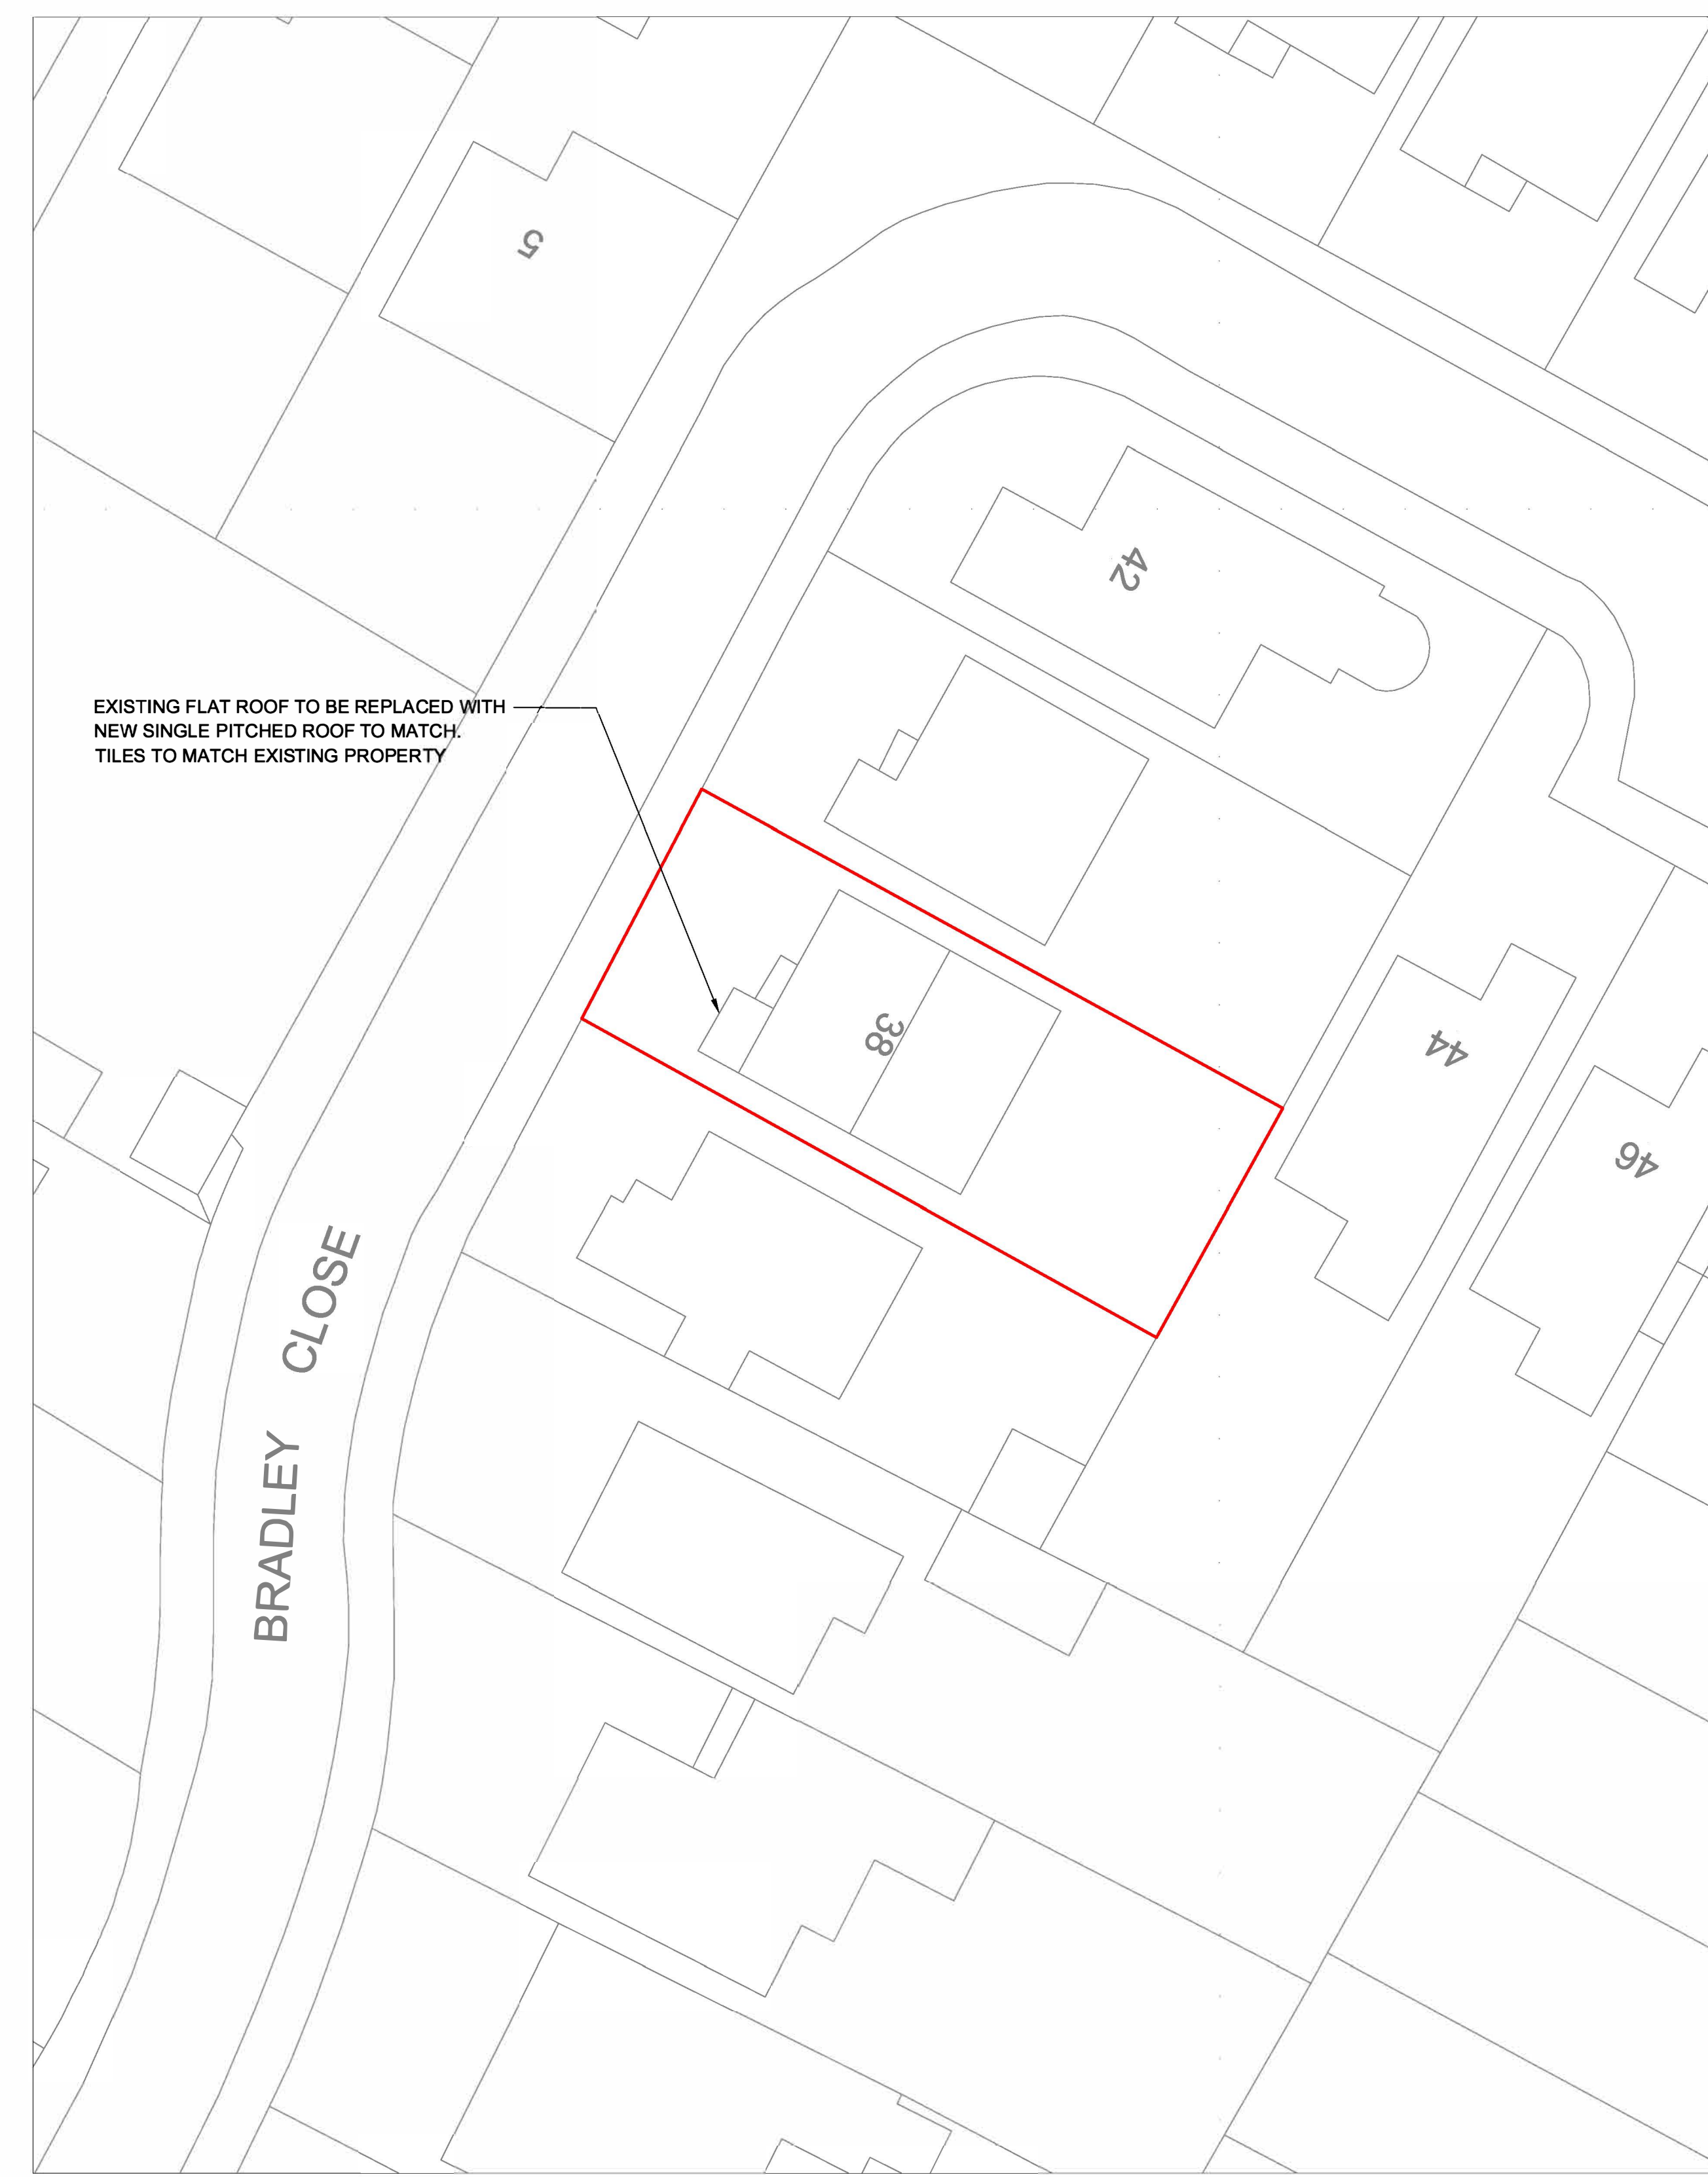 5
42
EXISTING FLAT ROOF TO BE REPLACED WITH
NEW SINGLE PITCHED ROOF TO MATCH.
TILES TO MATCH EXISTING PROPERTY
38
44
46
BRADLEY CLOSE